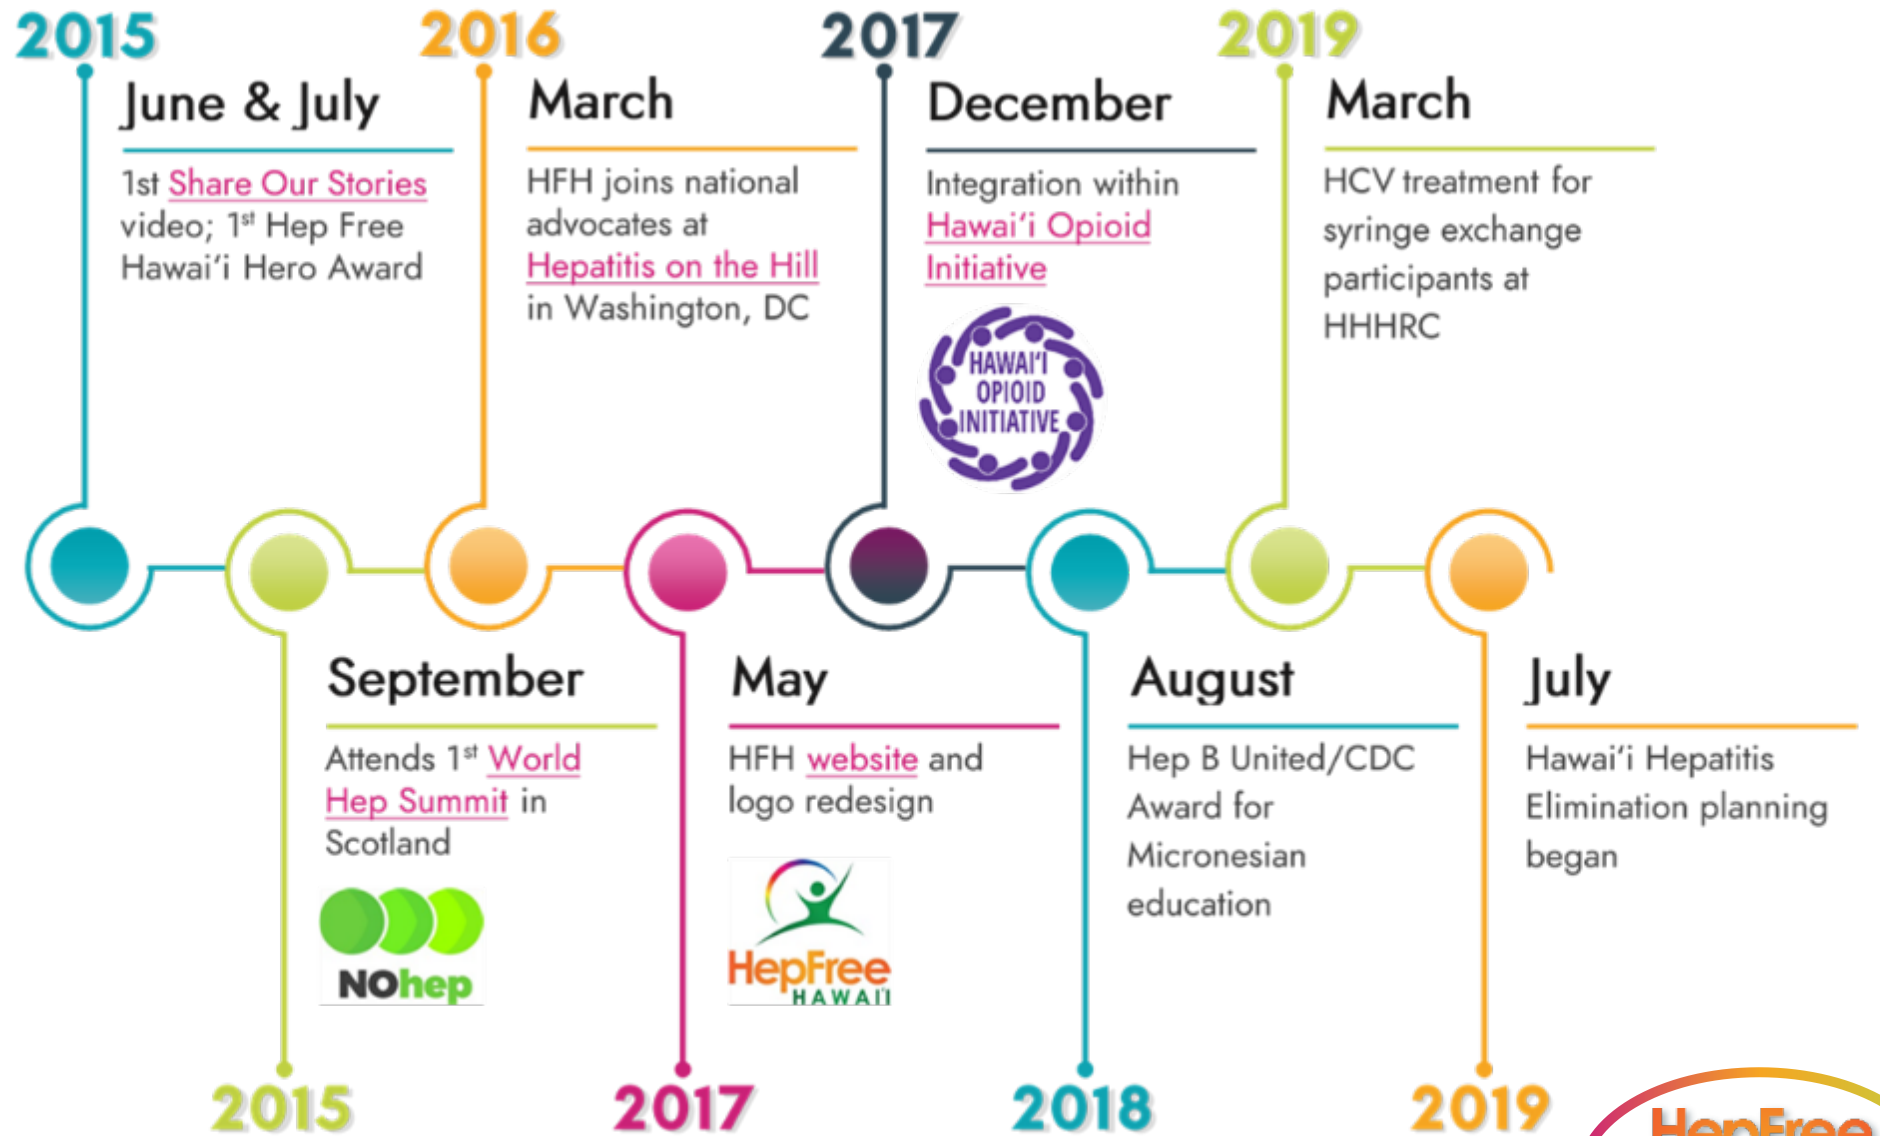 2015
June & July
1st Share Our Stories
video; 1st Hep Free
Hawai‘i Hero Award
2016
March
HFH joins national
advocates at
Hepatitis on the Hill
in Washington, DC
2017
December
Integration within
Hawai‘i Opioid
Initiative
HAWAI‘I
OPIOID
INITIATIVE
2019
March
HCV treatment for
syringe exchange
participants at
HHHRC
September
Attends 1st World
Hep Summit in
Scotland
NOhep
2015
May
HFH website and
logo redesign
HepFree
HAWAI‘I
2017
August
Hep B United/CDC
Award for
Micronesian
education
2018
July
Hawai‘i Hepatitis
Elimination planning
began
2019
HepFree